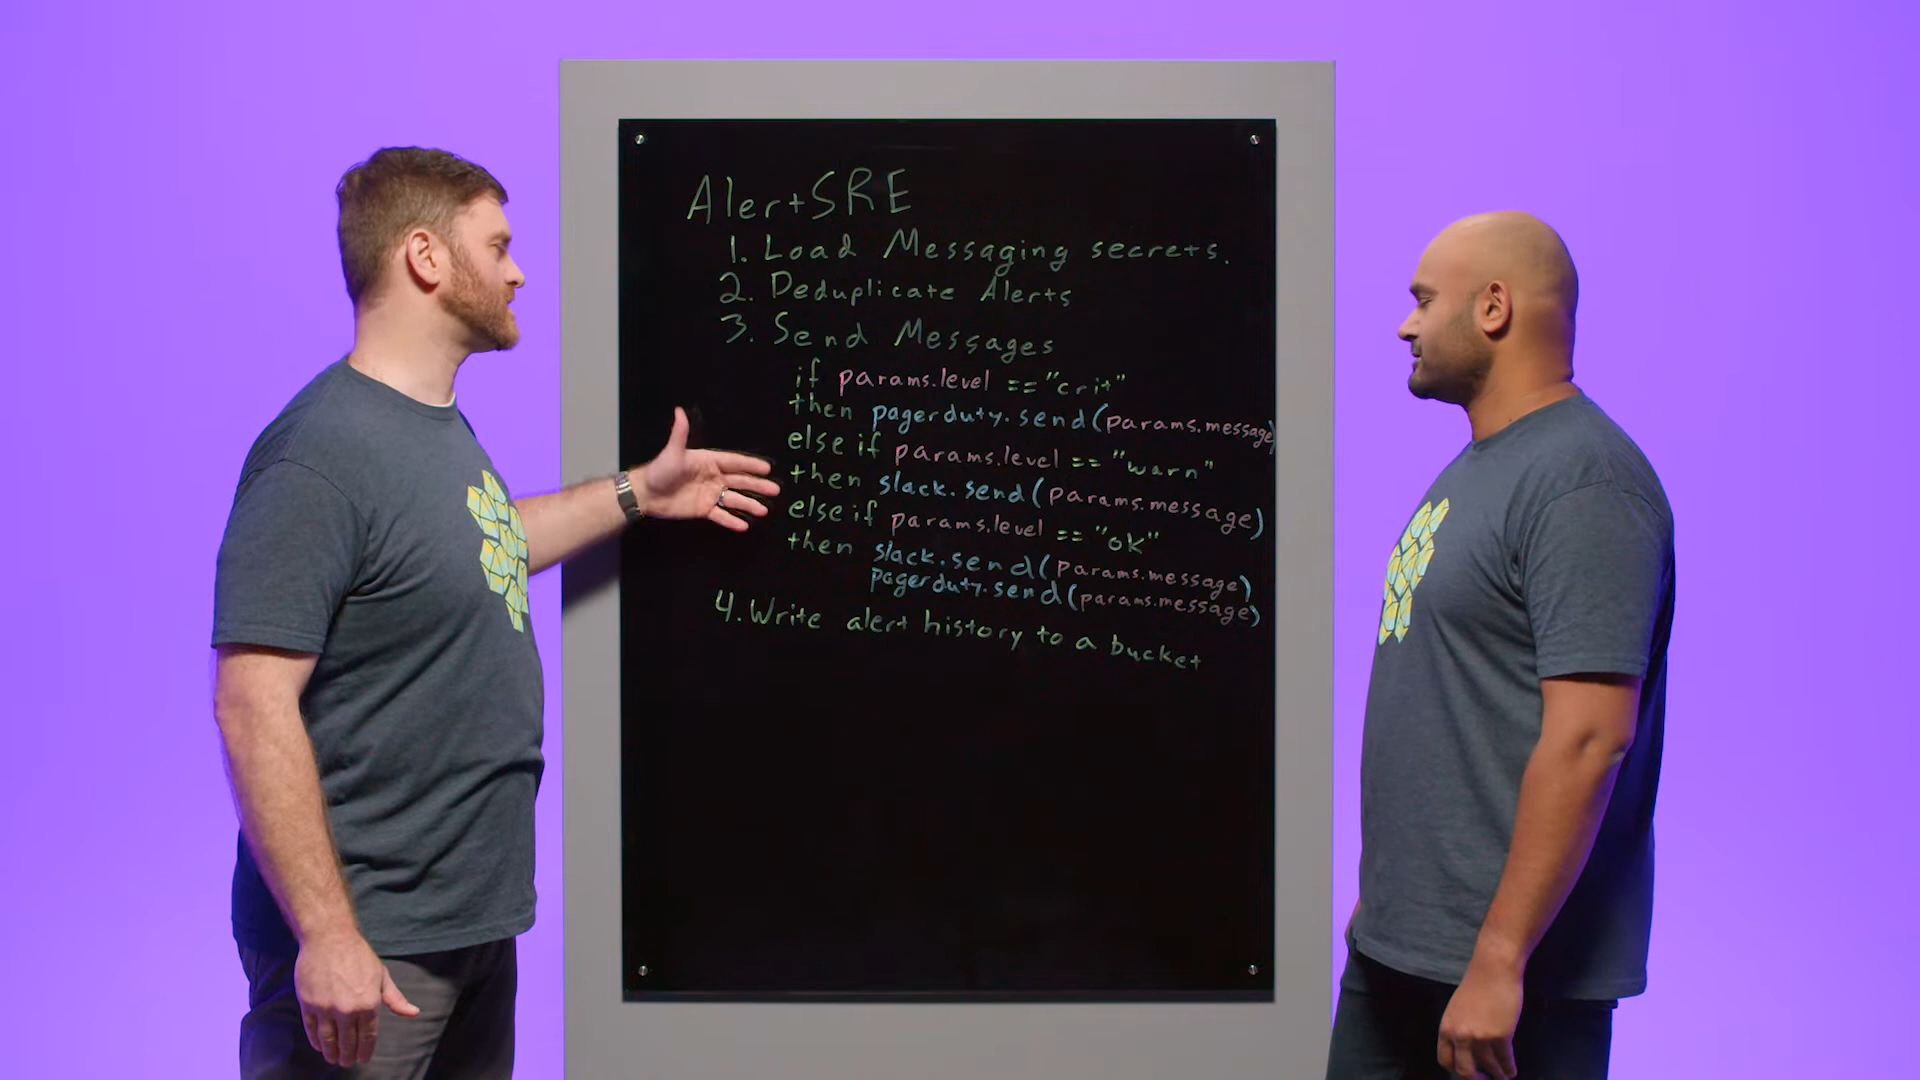 AlertSRE
1. Load Messaging secrets.
2. Deduplicate Alerts
3. Send Messages
if params.level == "crit"
then pagerduty.send(params.message)
else if params.level == "warn"
then slack.send(params.message)
else if params.level == "ok"
then slack.send(params.message)
pagerduty.send(params.message)
4. Write alert history to a bucket